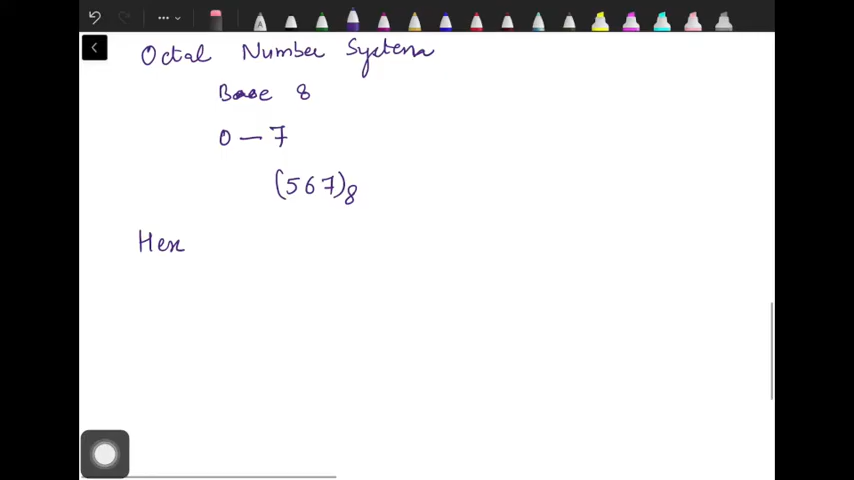 Octal Number System
Base 8
0 — 7
(567)8
Hex